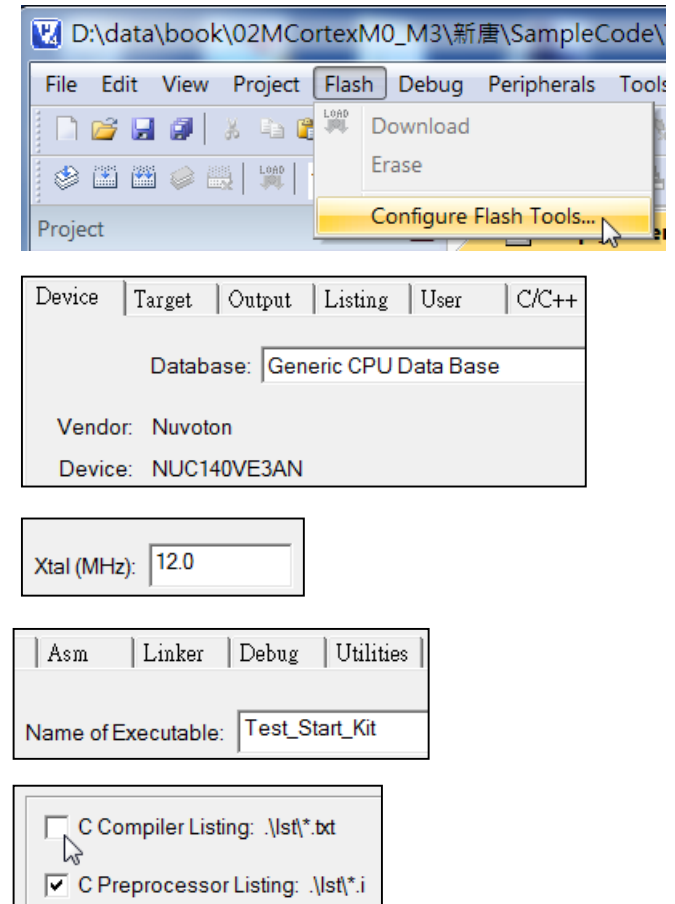 D:\data\book\02MCortexM0_M3\新唐\SampleCode\
File Edit View Project Flash Debug Peripherals Tools
LOAD Download
LOAD Erase
Configure Flash Tools...
Project
Device Target Output Listing User C/C++
Database: Generic CPU Data Base
Vendor: Nuvoton
Device: NUC140VE3AN
Xtal (MHz): 12.0
Asm Linker Debug Utilities
Name of Executable: Test_Start_Kit
C Compiler Listing: .\lst\*.txt
C Preprocessor Listing: .\lst\*.i